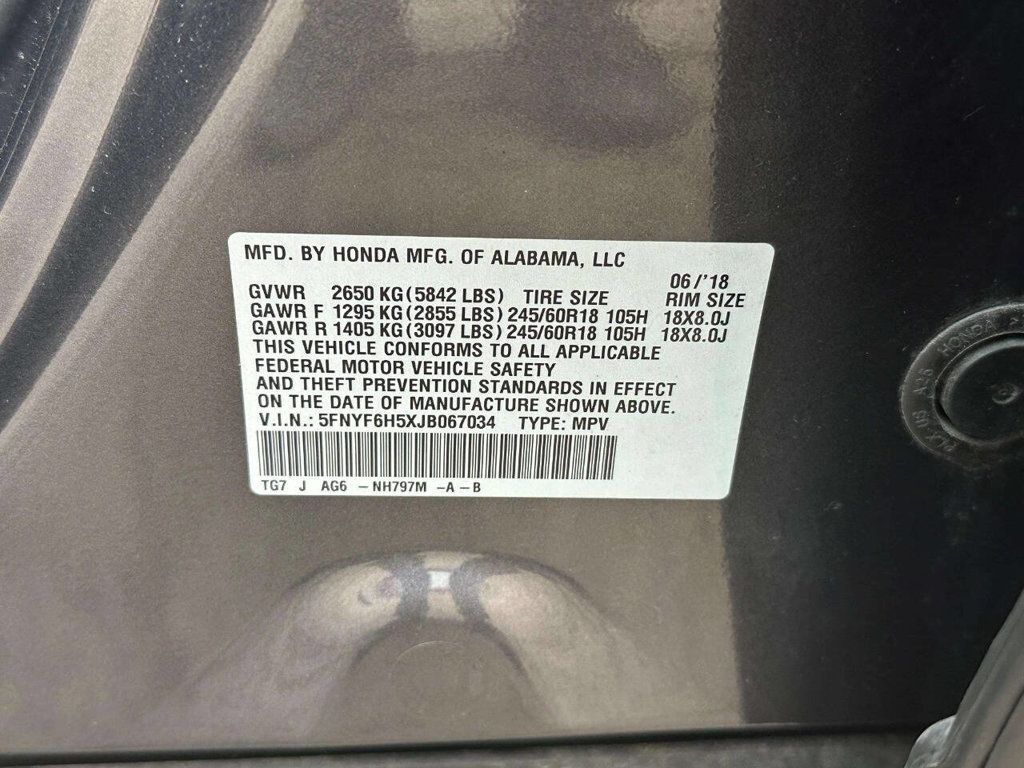 MFD. BY HONDA MFG. OF ALABAMA, LLC
06/'18
GVWR 2650 KG(5842 LBS) TIRE SIZE RIM SIZE
GAWR F 1295 KG(2855 LBS) 245/60R18 105H 18X8.0J
GAWR R 1405 KG(3097 LBS) 245/60R18 105H 18X8.0J
THIS VEHICLE CONFORMS TO ALL APPLICABLE
FEDERAL MOTOR VEHICLE SAFETY
AND THEFT PREVENTION STANDARDS IN EFFECT
ON THE DATE OF MANUFACTURE SHOWN ABOVE.
V.I.N.: 5FNYF6H5XJB067034 TYPE: MPV
TG7 J AG6 - NH797M -A-B
HONDA